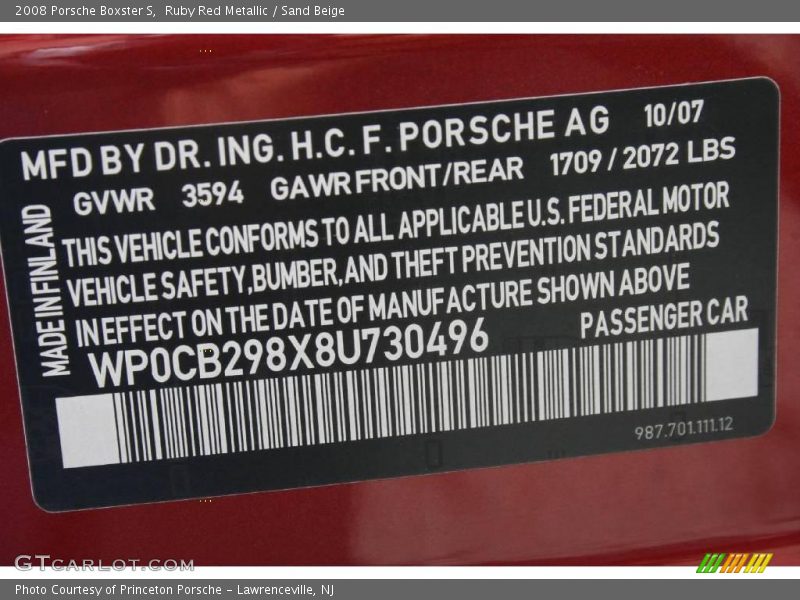 2008 Porsche Boxster S,  Ruby Red Metallic / Sand Beige
MFD BY DR. ING. H.C. F. PORSCHE AG 10/07
GVWR 3594 GAWR FRONT/REAR 1709 / 2072 LBS
THIS VEHICLE CONFORMS TO ALL APPLICABLE U.S. FEDERAL MOTOR
VEHICLE SAFETY,BUMBER,AND THEFT PREVENTION STANDARDS
IN EFFECT ON THE DATE OF MANUFACTURE SHOWN ABOVE
MADE IN FINLAND
WP0CB298X8U730496 PASSENGER CAR
987.701.111.12
GTCARLOT.COM
Photo Courtesy of Princeton Porsche - Lawrenceville, NJ